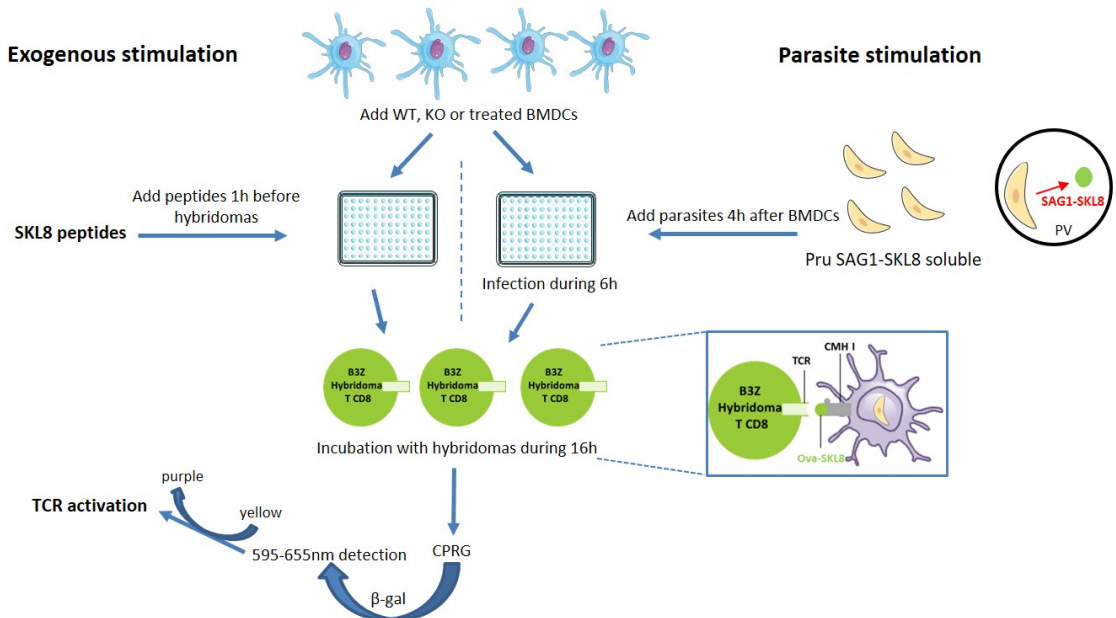 Exogenous stimulation
Parasite stimulation
Add WT, KO or treated BMDCs
Add peptides 1h before
hybridomas
SKL8 peptides
Add parasites 4h after BMDCs
SAG1-SKL8
PV
Pru SAG1-SKL8 soluble
Infection during 6h
B3Z
Hybridoma
T CD8
B3Z
Hybridoma
T CD8
B3Z
Hybridoma
T CD8
Incubation with hybridomas during 16h
CMH I
TCR
B3Z
Hybridoma
T CD8
Ova-SKL8
purple
TCR activation
yellow
595-655nm detection
CPRG
β-gal